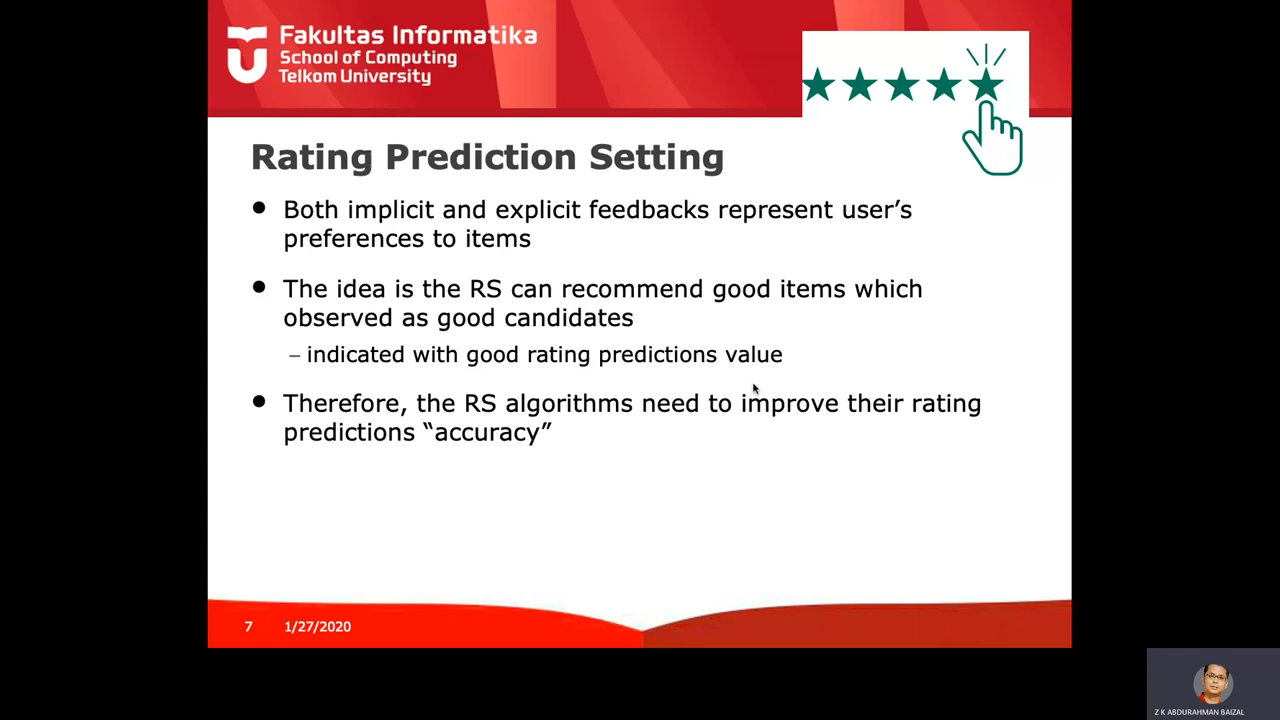 Fakultas Informatika
School of Computing
Telkom University
Rating Prediction Setting
• Both implicit and explicit feedbacks represent user’s
preferences to items
• The idea is the RS can recommend good items which
observed as good candidates
– indicated with good rating predictions value
• Therefore, the RS algorithms need to improve their rating
predictions “accuracy”
7 1/27/2020
Z K ABDURAHMAN BAIZAL